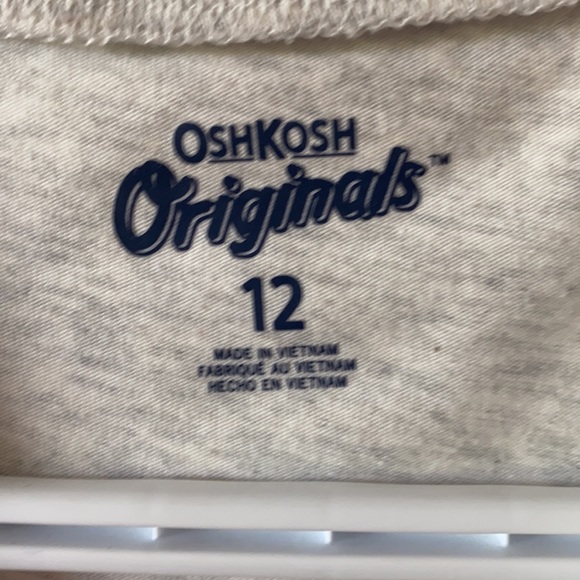 OSHKOSH
Originals™
12
MADE IN VIETNAM
FABRIQUÉ AU VIETNAM
HECHO EN VIETNAM